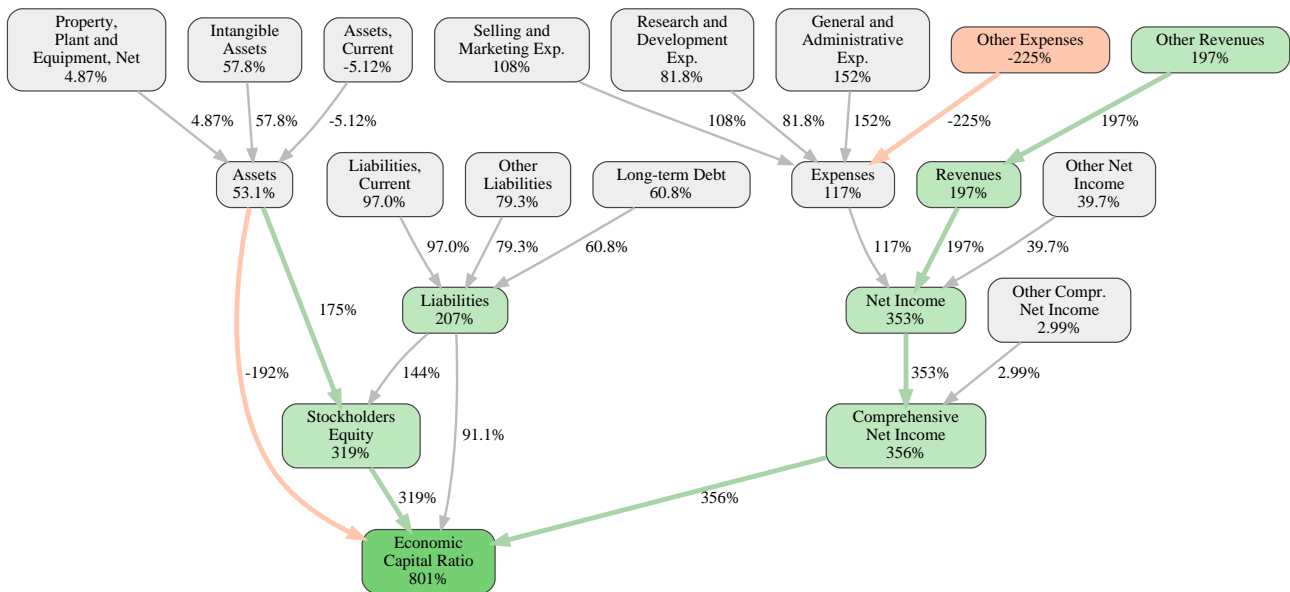 Property,
Plant and
Equipment, Net
4.87%
Intangible
Assets
57.8%
Assets,
Current
-5.12%
Selling and
Marketing Exp.
108%
Research and
Development
Exp.
81.8%
General and
Administrative
Exp.
152%
Other Expenses
-225%
Other Revenues
197%
4.87%
57.8%
-5.12%
108%
81.8%
152%
-225%
197%
Assets
53.1%
Liabilities,
Current
97.0%
Other
Liabilities
79.3%
Long-term Debt
60.8%
Expenses
117%
Revenues
197%
Other Net
Income
39.7%
97.0%
79.3%
60.8%
117%
197%
39.7%
175%
Liabilities
207%
Net Income
353%
Other Compr.
Net Income
2.99%
-192%
144%
353%
2.99%
Stockholders
Equity
319%
91.1%
Comprehensive
Net Income
356%
319%
356%
Economic
Capital Ratio
801%